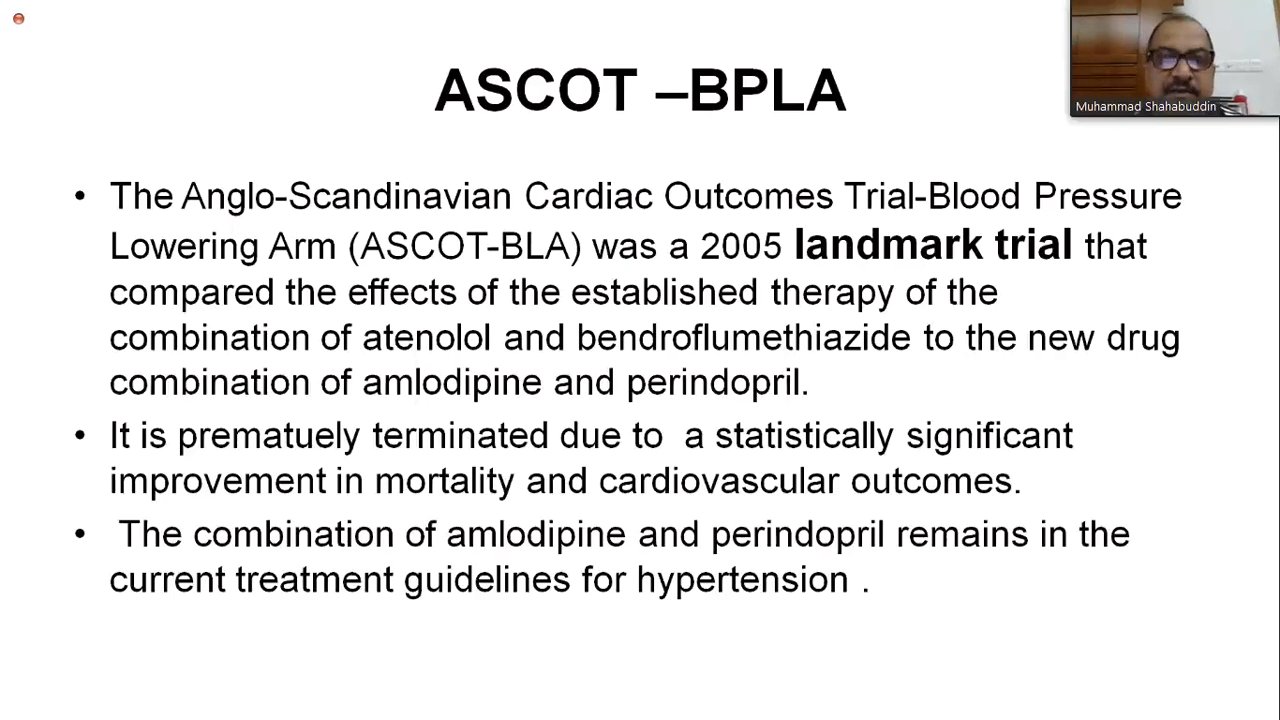 ASCOT –BPLA
Muhammad Shahabuddin
• The Anglo-Scandinavian Cardiac Outcomes Trial-Blood Pressure
Lowering Arm (ASCOT-BLA) was a 2005 landmark trial that
compared the effects of the established therapy of the
combination of atenolol and bendroflumethiazide to the new drug
combination of amlodipine and perindopril.
• It is prematuely terminated due to  a statistically significant
improvement in mortality and cardiovascular outcomes.
• The combination of amlodipine and perindopril remains in the
current treatment guidelines for hypertension .